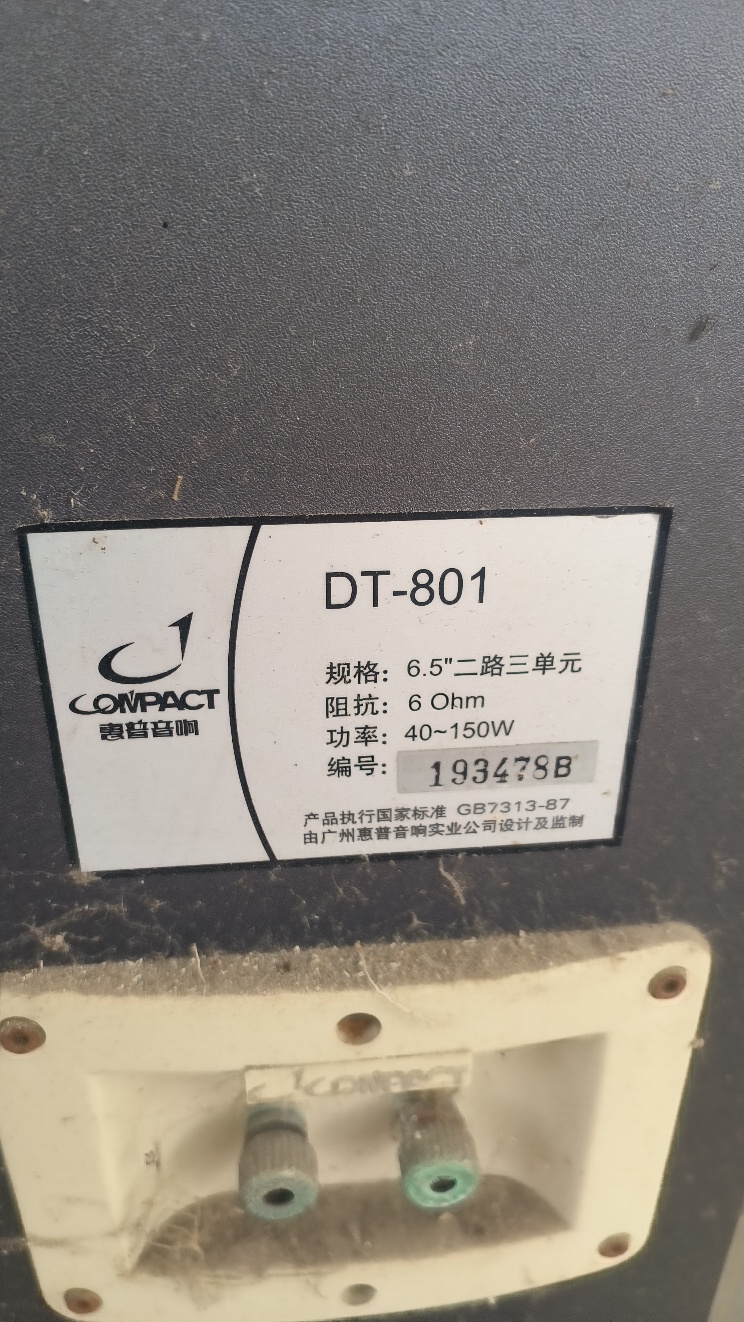 DT-801
COMPACT
惠普音响
规格: 6.5"二路三单元
阻抗: 6 Ohm
功率: 40~150W
编号: 193478B
产品执行国家标准 GB7313-87
由广州惠普音响实业公司设计及监制
COMPACT